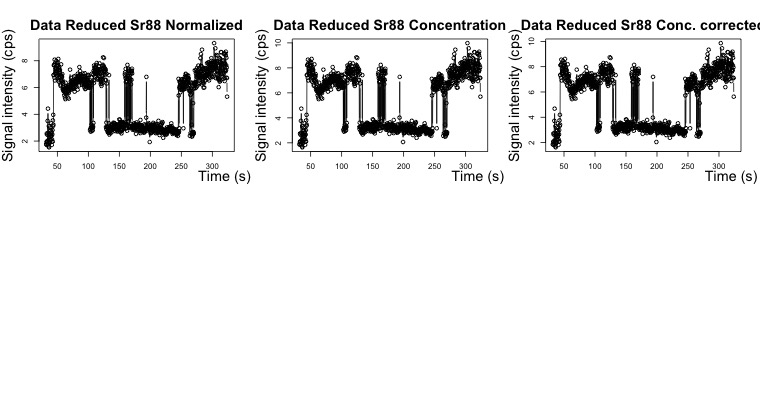 Data Reduced Sr88 Normalized
Signal intensity (cps)
2 4 6 8
50 100 150 200 250 300
Time (s)
Data Reduced Sr88 Concentration
Signal intensity (cps)
2 4 6 8 10
50 100 150 200 250 300
Time (s)
Data Reduced Sr88 Conc. corrected
Signal intensity (cps)
2 4 6 8 10
50 100 150 200 250 300
Time (s)